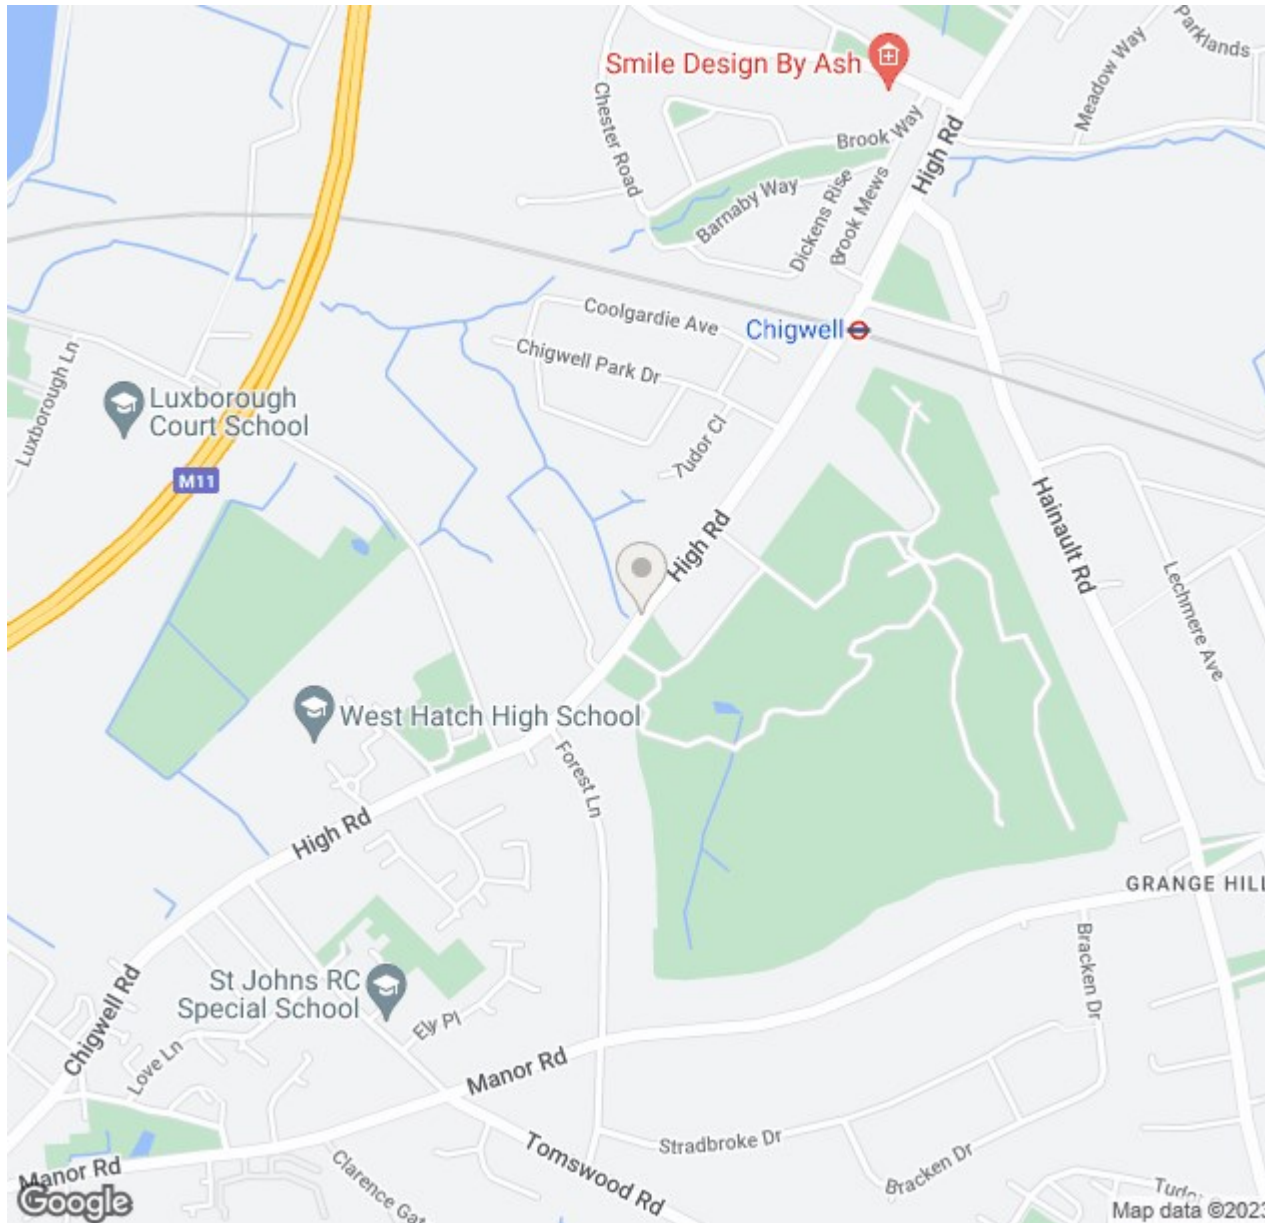 Smile Design By Ash
Parklands
Meadow Way
Chester Road
Brook Way
High Rd
Barnaby Way
Dickens Rise
Brook Mews
Coolgardie Ave
Chigwell
Chigwell Park Dr
Luxborough Ln
Luxborough
Court School
Tudor Cl
M11
High Rd
Hainault Rd
Lechmere Ave
West Hatch High School
Forest Ln
High Rd
GRANGE HILL
Bracken Dr
St Johns RC
Special School
Chigwell Rd
Ely Pl
Love Ln
Manor Rd
Stradbroke Dr
Tomswood Rd
Bracken Dr
Manor Rd
Clarence Gat
Google
Map data ©2023